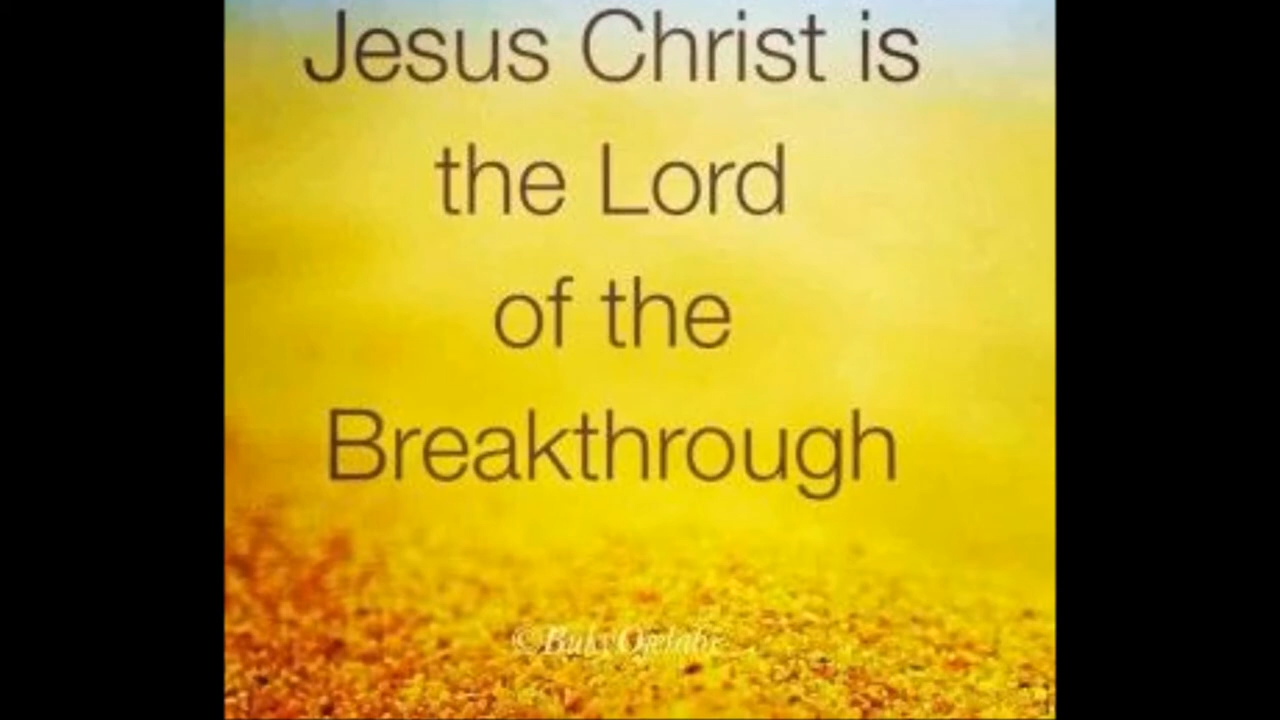 Jesus Christ is
the Lord
of the
Breakthrough